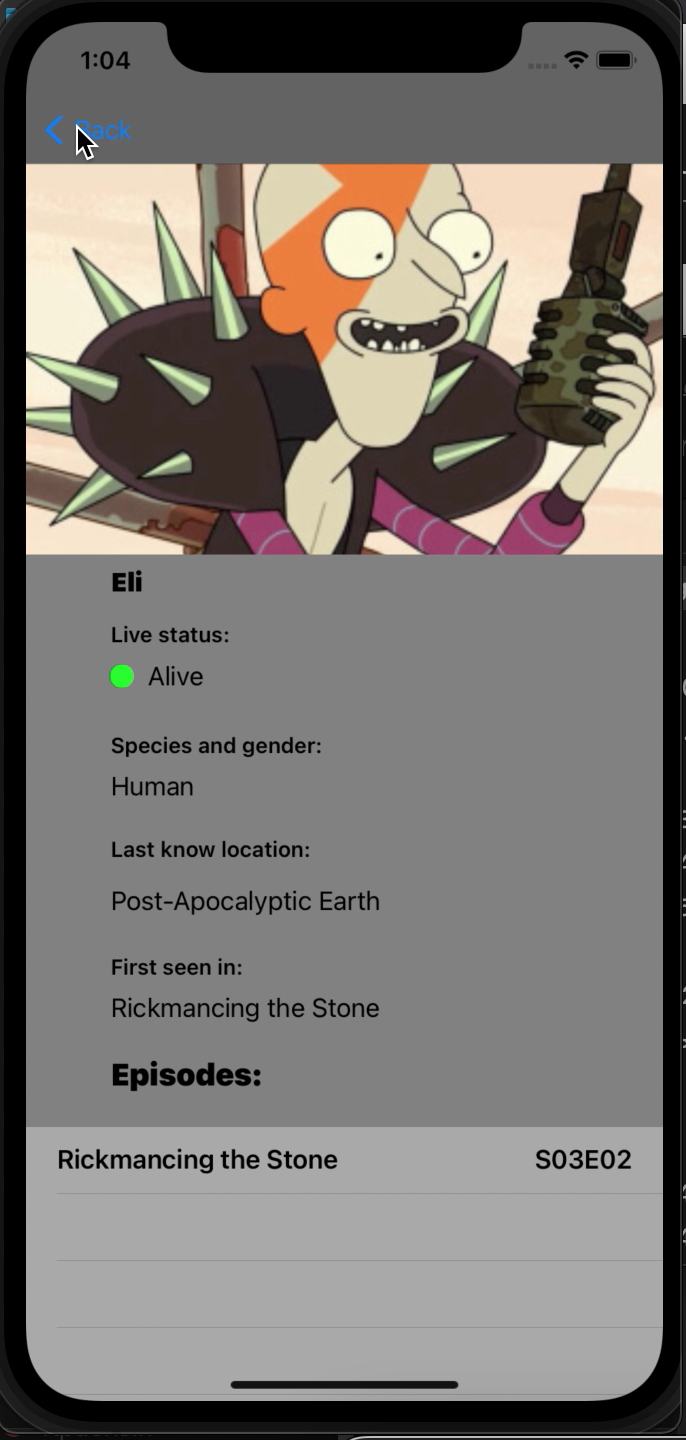 1:04
Back
Eli
Live status:
Alive
Species and gender:
Human
Last know location:
Post-Apocalyptic Earth
First seen in:
Rickmancing the Stone
Episodes:
Rickmancing the Stone S03E02